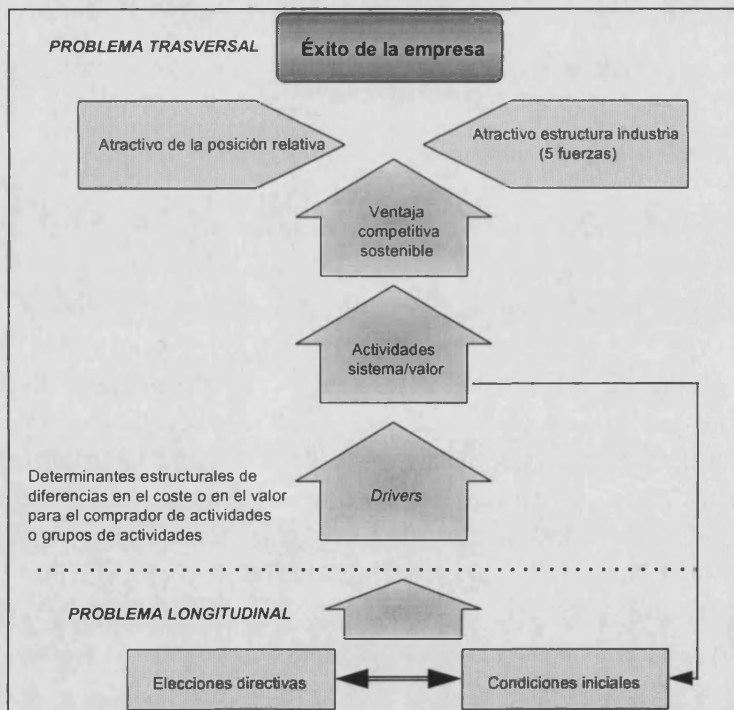 PROBLEMA TRASVERSAL
Éxito de la empresa
Atractivo de la posición relativa
Atractivo estructura industria
(5 fuerzas)
Ventaja
competitiva
sostenible
Actividades
sistema/valor
Drivers
Determinantes estructurales de
diferencias en el coste o en el valor
para el comprador de actividades
o grupos de actividades
PROBLEMA LONGITUDINAL
Elecciones directivas
Condiciones iniciales